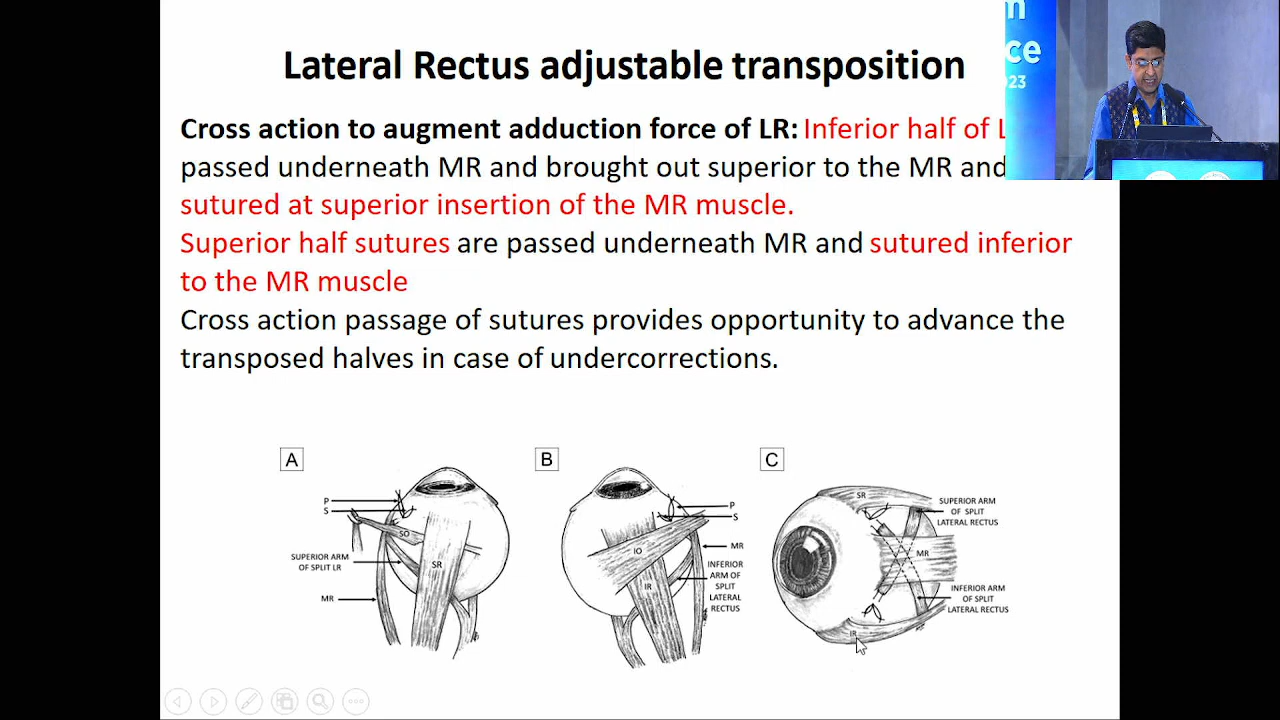 Lateral Rectus adjustable transposition
Cross action to augment adduction force of LR: Inferior half of
passed underneath MR and brought out superior to the MR and
sutured at superior insertion of the MR muscle.
Superior half sutures are passed underneath MR and sutured inferior
to the MR muscle
Cross action passage of sutures provides opportunity to advance the
transposed halves in case of undercorrections.
ce
23
A
P
S
SO
SUPERIOR ARM
OF SPLIT LR
SR
MR
B
P
S
IO
MR
IR
INFERIOR
ARM OF
SPLIT
LATERAL
RECTUS
C
SR
SUPERIOR ARM
OF SPLIT
LATERAL RECTUS
MR
INFERIOR ARM
OF SPLIT
LATERAL RECTUS
IR